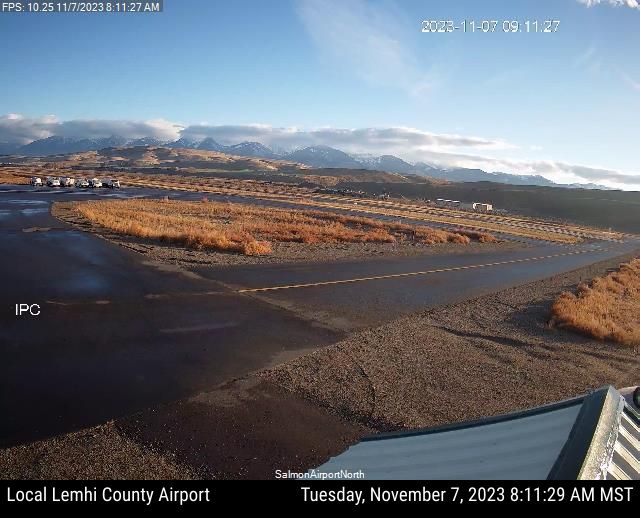 FPS: 10.25 11/7/2023 8:11:27 AM
2023-11-07 09:11:27
IPC
SalmonAirportNorth
Local Lemhi County Airport Tuesday, November 7, 2023 8:11:29 AM MST